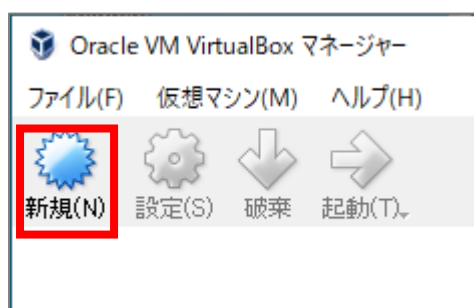 Oracle VM VirtualBox マネージャー
ファイル(F) 仮想マシン(M) ヘルプ(H)
新規(N) 設定(S) 破棄 起動(T)